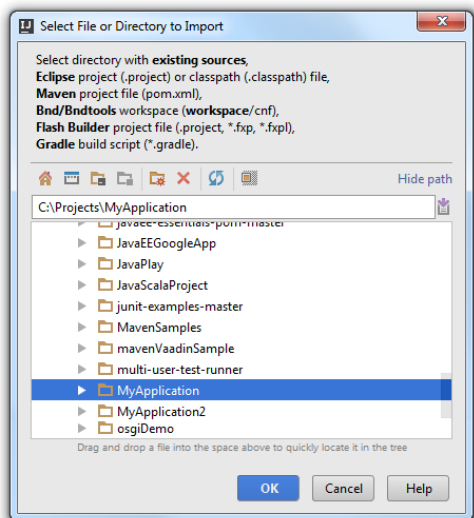 Select File or Directory to Import
Select directory with existing sources,
Eclipse project (.project) or classpath (.classpath) file,
Maven project file (pom.xml),
Bnd/Bndtools workspace (workspace/cnf),
Flash Builder project file (.project, *.fxp, *.fxpl),
Gradle build script (*.gradle).
Hide path
C:\Projects\MyApplication
javaee-essentials-pom-master
JavaEEGoogleApp
JavaPlay
JavaScalaProject
junit-examples-master
MavenSamples
mavenVaadinSample
multi-user-test-runner
MyApplication
MyApplication2
osgiDemo
Drag and drop a file into the space above to quickly locate it in the tree
OK Cancel Help